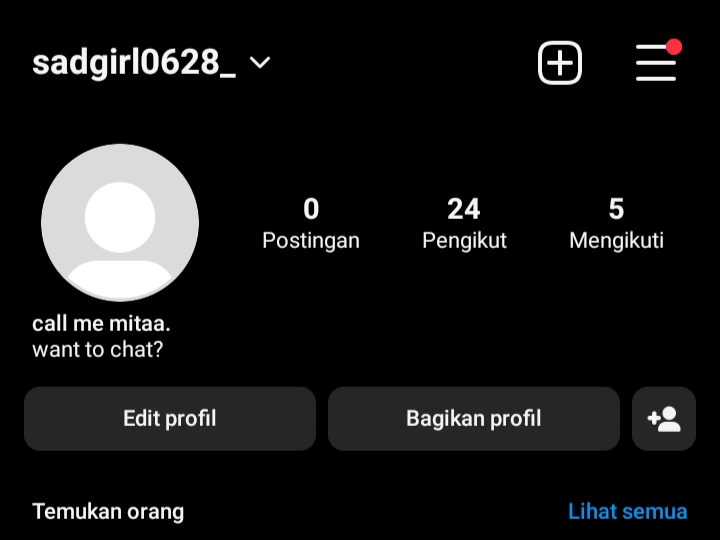 sadgirl0628_
0 24 5
Postingan Pengikut Mengikuti
call me mitaa.
want to chat?
Edit profil Bagikan profil
Temukan orang Lihat semua